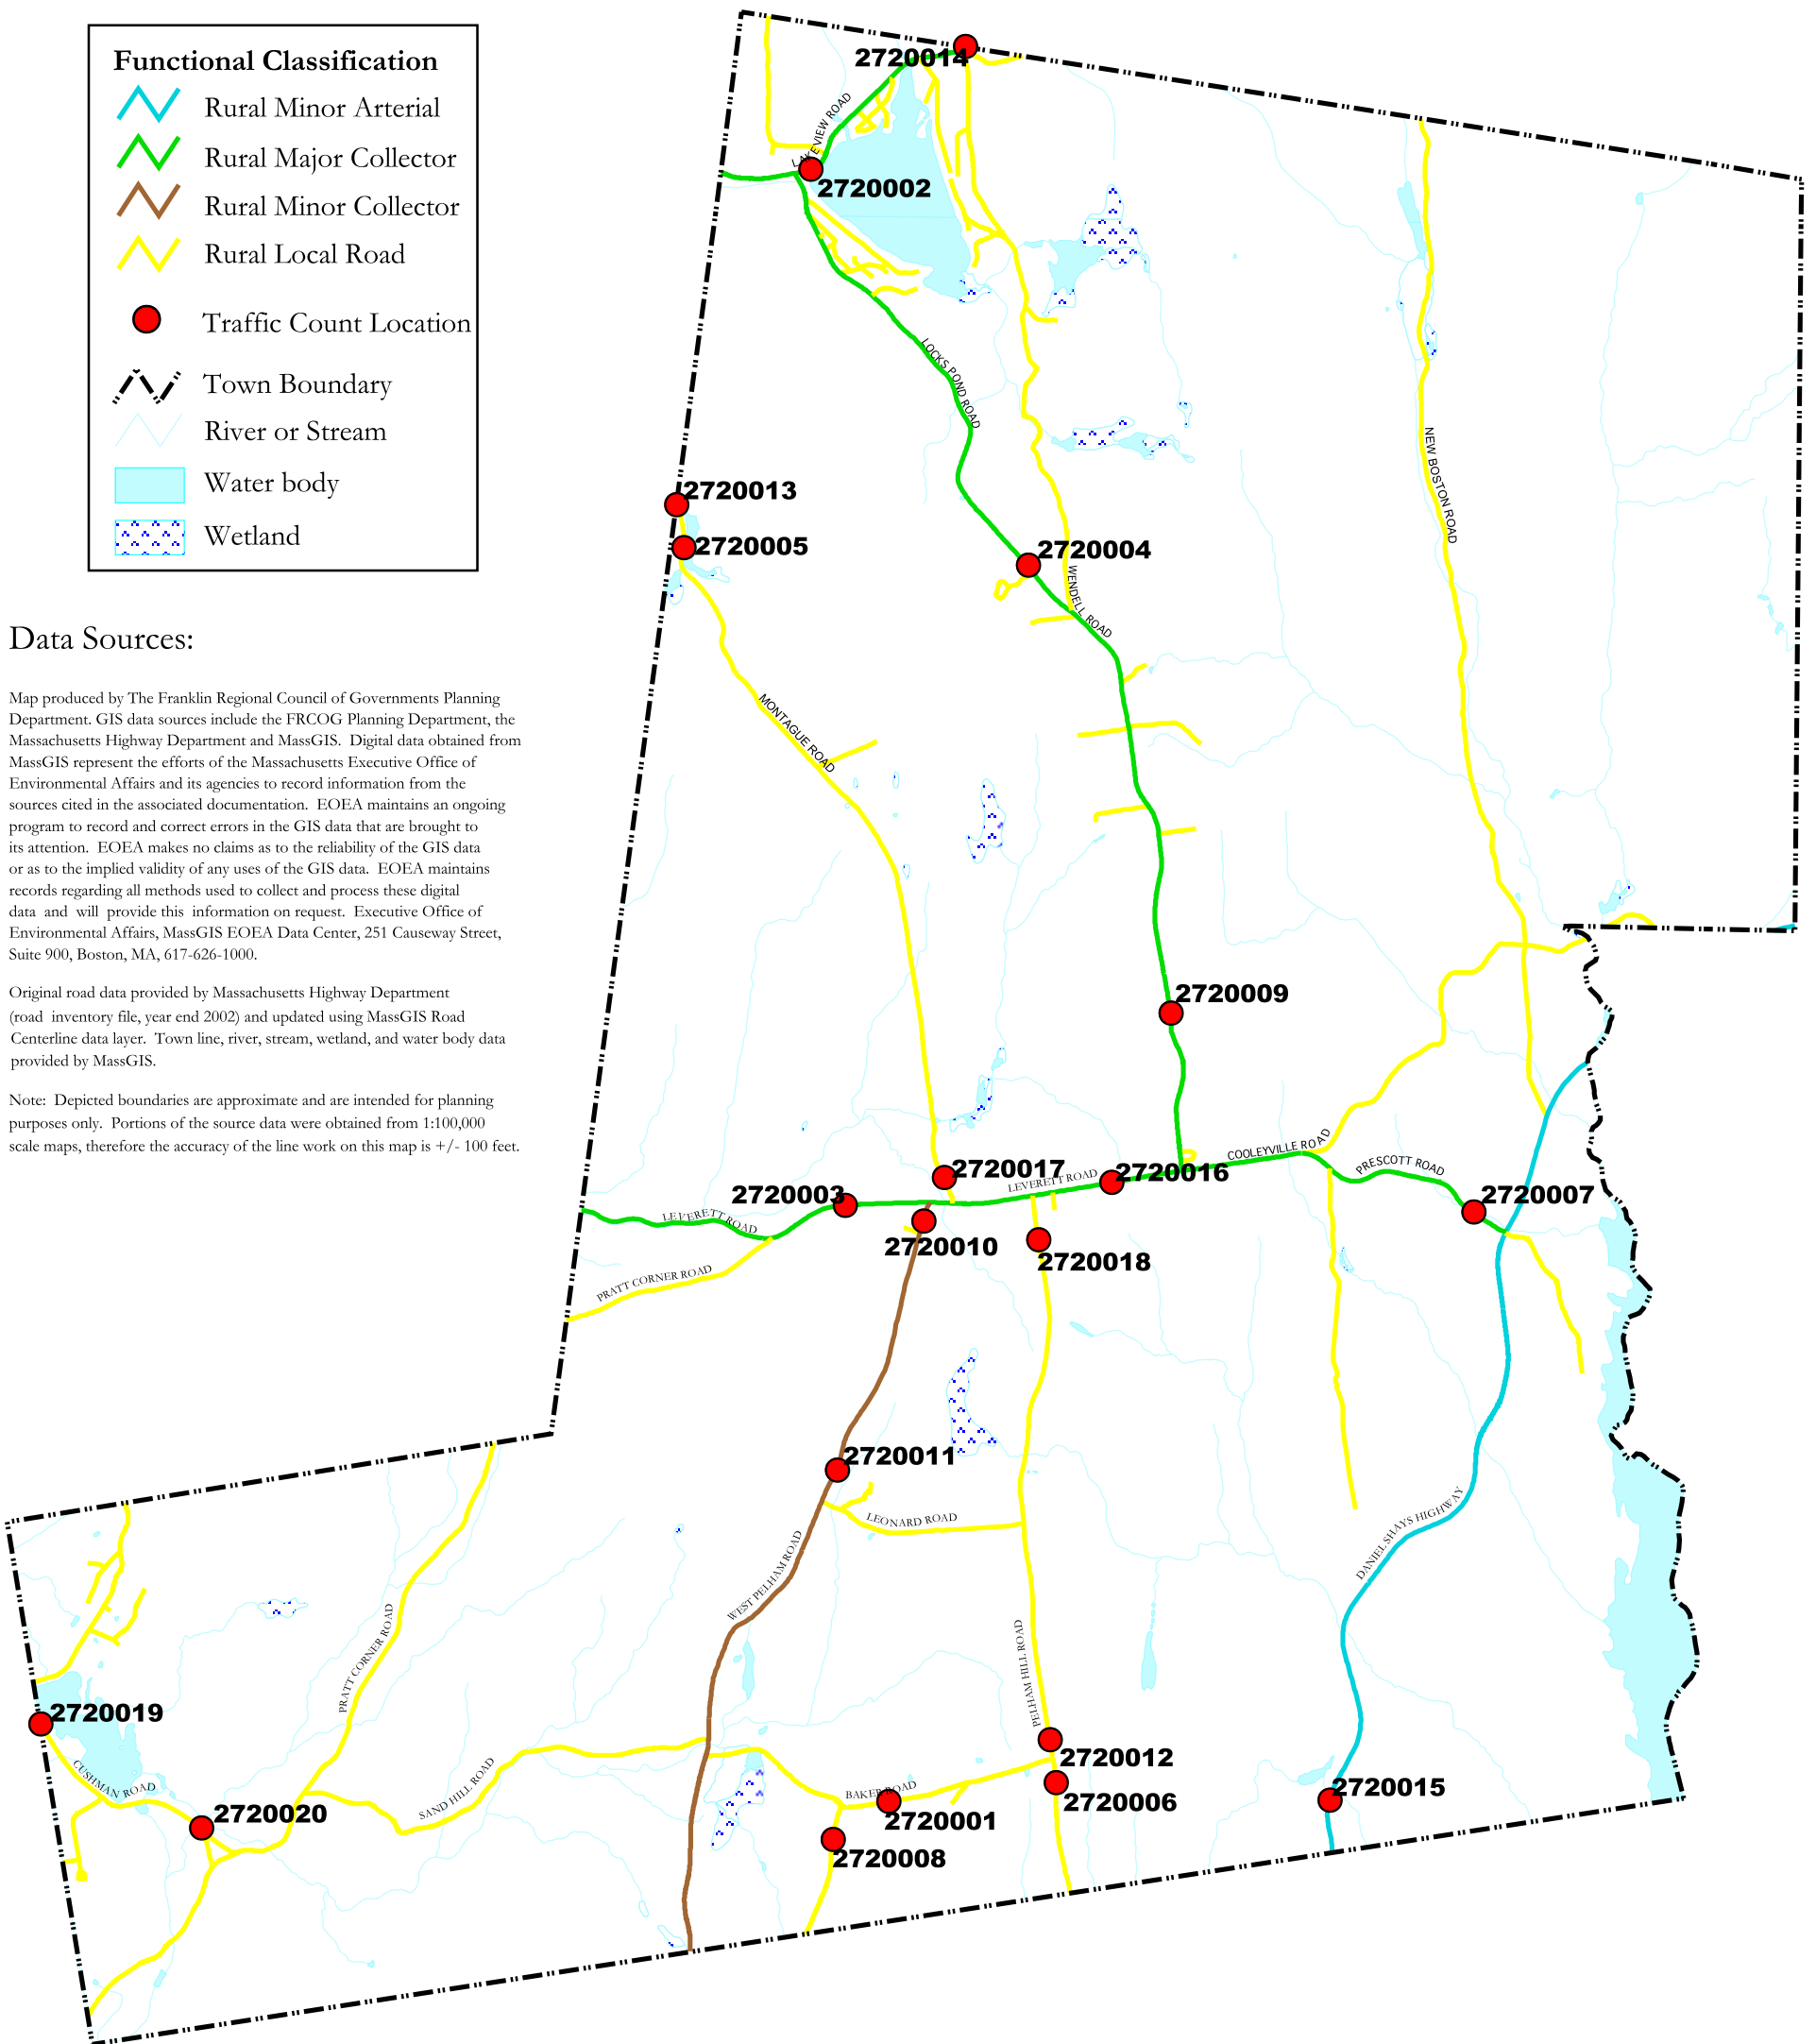 Functional Classification
Rural Minor Arterial
Rural Major Collector
Rural Minor Collector
Rural Local Road
Traffic Count Location
Town Boundary
River or Stream
Water body
Wetland
Data Sources:
Map produced by The Franklin Regional Council of Governments Planning
Department. GIS data sources include the FRCOG Planning Department, the
Massachusetts Highway Department and MassGIS.  Digital data obtained from
MassGIS represent the efforts of the Massachusetts Executive Office of
Environmental Affairs and its agencies to record information from the
sources cited in the associated documentation.  EOEA maintains an ongoing
program to record and correct errors in the GIS data that are brought to
its attention.  EOEA makes no claims as to the reliability of the GIS data
or as to the implied validity of any uses of the GIS data.  EOEA maintains
records regarding all methods used to collect and process these digital
data  and  will  provide this  information on request.  Executive Office of
Environmental Affairs, MassGIS EOEA Data Center, 251 Causeway Street,
Suite 900, Boston, MA, 617-626-1000.
Original road data provided by Massachusetts Highway Department
(road  inventory file, year end 2002) and updated using MassGIS Road
Centerline data layer.  Town line, river, stream, wetland, and water body data
provided by MassGIS.
Note:  Depicted boundaries are approximate and are intended for planning
purposes only.  Portions of the source data were obtained from 1:100,000
scale maps, therefore the accuracy of the line work on this map is +/- 100 feet.
2720014
LAKEVIEW ROAD
2720002
LOCKS POND ROAD
NEW BOSTON ROAD
2720013
2720005
2720004
WENDELL ROAD
MONTAGUE ROAD
2720009
COOLEYVILLE ROAD
PRESCOTT ROAD
2720017
LEVERETT ROAD
2720016
2720003
2720007
LEVERETT ROAD
2720010
2720018
PRATT CORNER ROAD
2720011
LEONARD ROAD
DANIEL SHAYS HIGHWAY
WEST PELHAM ROAD
PRATT CORNER ROAD
PELHAM HILL ROAD
2720019
2720012
CUSHMAN ROAD
SAND HILL ROAD
BAKER ROAD
2720015
2720006
2720020
2720001
2720008